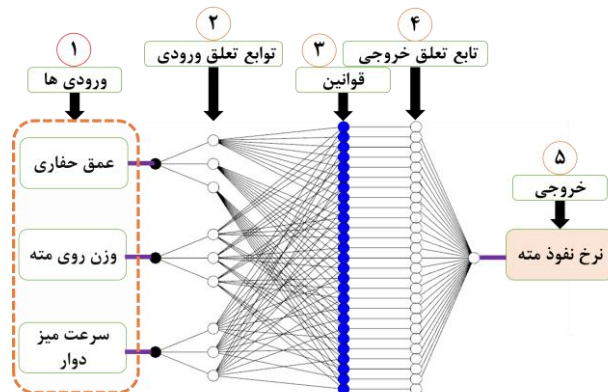 ۱
ورودی ها
۲
توابع تعلق ورودی
۳
قوانین
۴
تابع تعلق خروجی
۵
خروجی
عمق حفاری
وزن روی مته
سرعت میز
دوار
نرخ نفوذ مته